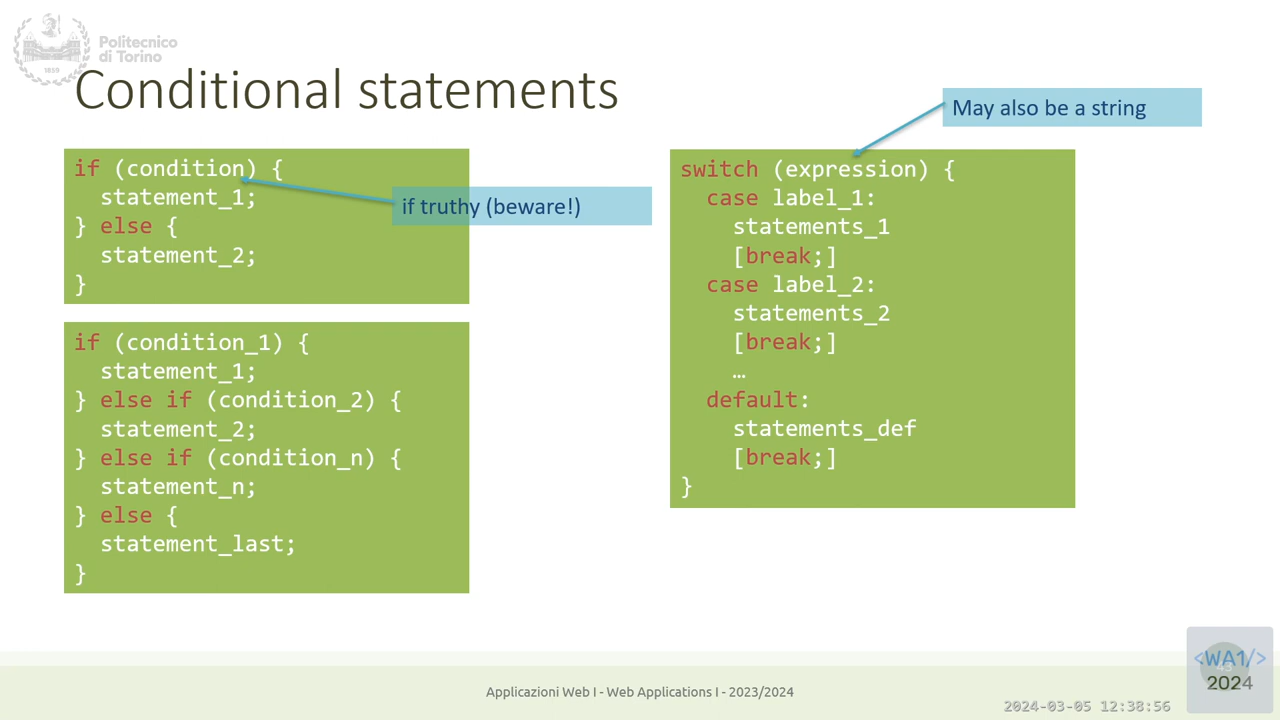 Politecnico
di Torino
1859
Conditional statements
if (condition) {
  statement_1;
} else {
  statement_2;
}
if truthy (beware!)
if (condition_1) {
  statement_1;
} else if (condition_2) {
  statement_2;
} else if (condition_n) {
  statement_n;
} else {
  statement_last;
}
May also be a string
switch (expression) {
  case label_1:
    statements_1
    [break;]
  case label_2:
    statements_2
    [break;]
    …
  default:
    statements_def
    [break;]
}
Applicazioni Web I - Web Applications I - 2023/2024
2024-03-05 12:38:56
<WA1/>
2024